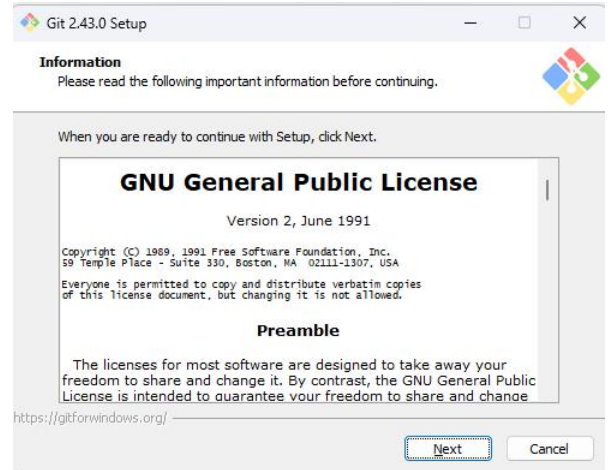 Git 2.43.0 Setup
Information
Please read the following important information before continuing.
When you are ready to continue with Setup, click Next.
GNU General Public License
Version 2, June 1991
Copyright (C) 1989, 1991 Free Software Foundation, Inc.
59 Temple Place - Suite 330, Boston, MA  02111-1307, USA
Everyone is permitted to copy and distribute verbatim copies
of this license document, but changing it is not allowed.
Preamble
The licenses for most software are designed to take away your
freedom to share and change it. By contrast, the GNU General Public
License is intended to guarantee your freedom to share and change
https://gitforwindows.org/
Next
Cancel